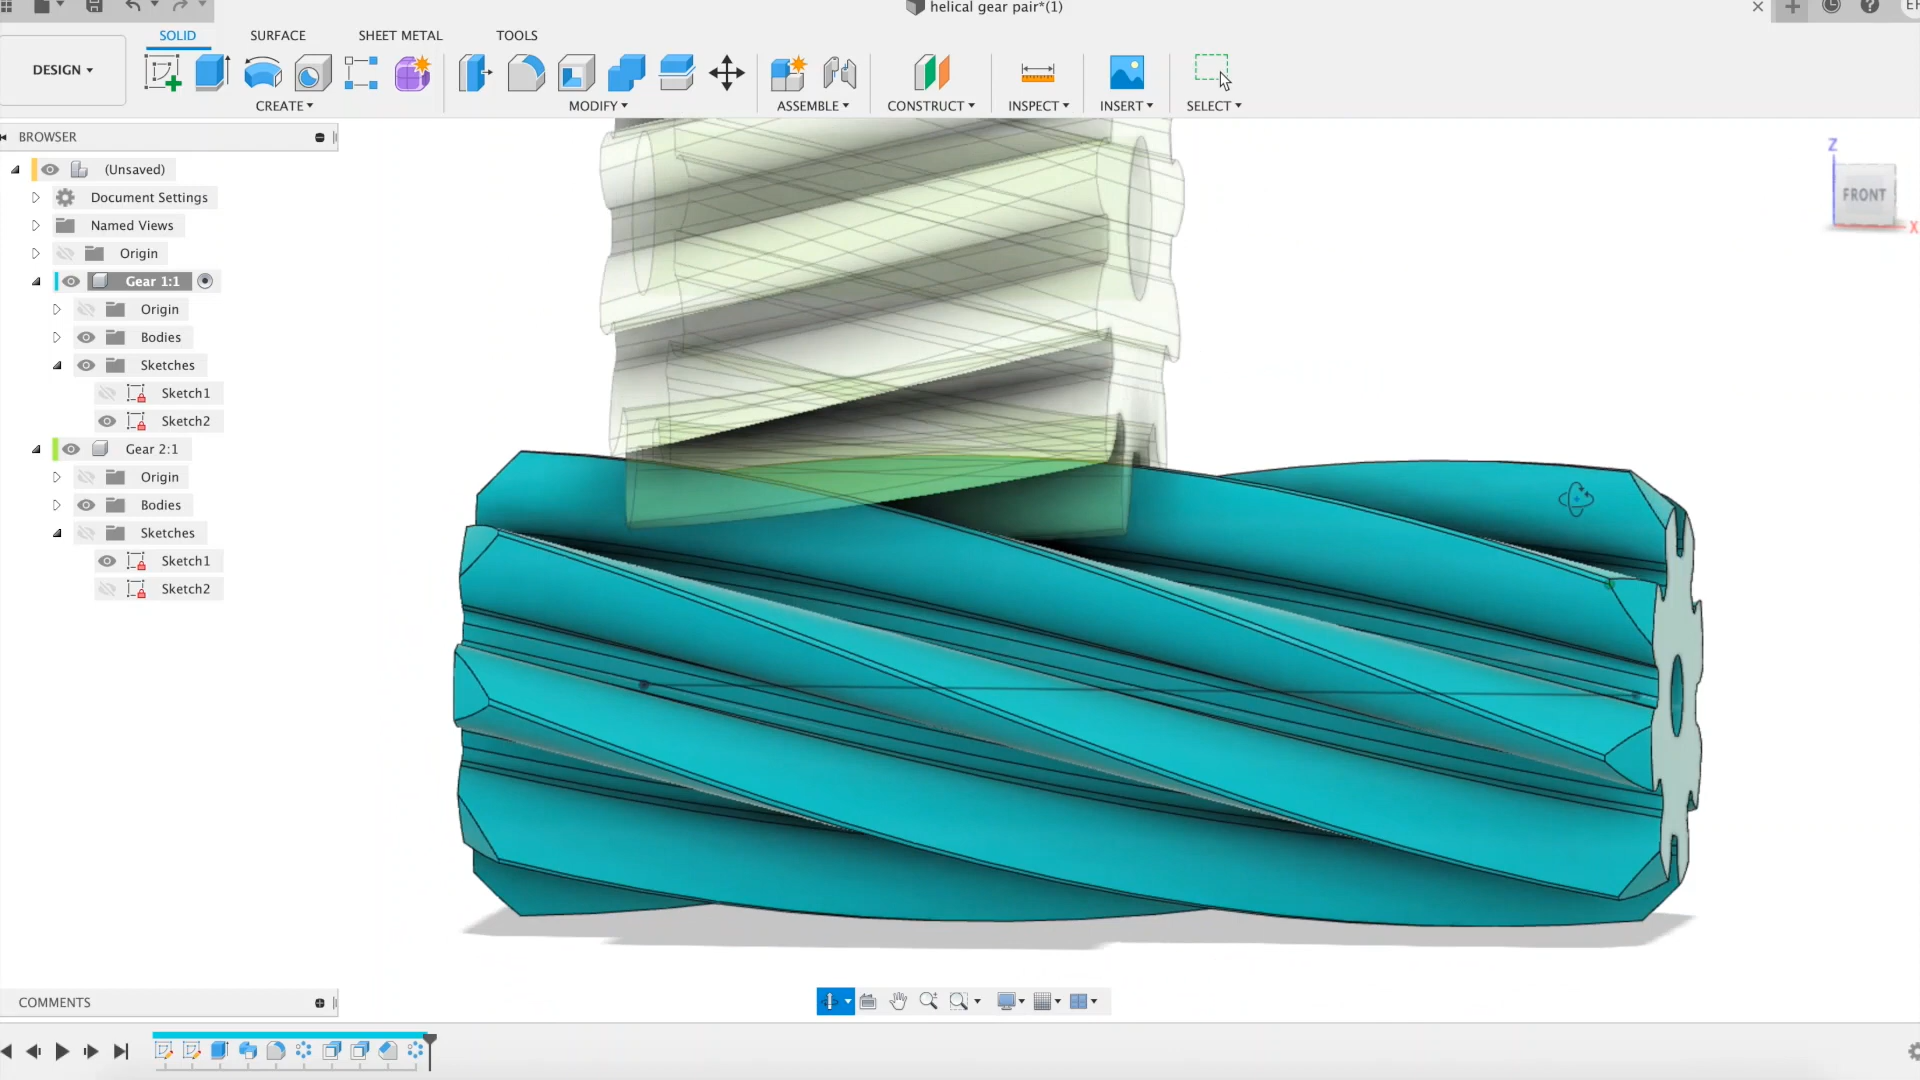 helical gear pair*(1)
SOLID SURFACE SHEET METAL TOOLS
DESIGN
CREATE MODIFY ASSEMBLE CONSTRUCT INSPECT INSERT SELECT
BROWSER
(Unsaved)
Document Settings
Named Views
Origin
Gear 1:1
Origin
Bodies
Sketches
Sketch1
Sketch2
Gear 2:1
Origin
Bodies
Sketches
Sketch1
Sketch2
Z
FRONT
X
COMMENTS